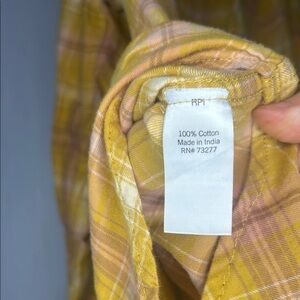 RPI
100% Cotton
Made in India
RN# 73277